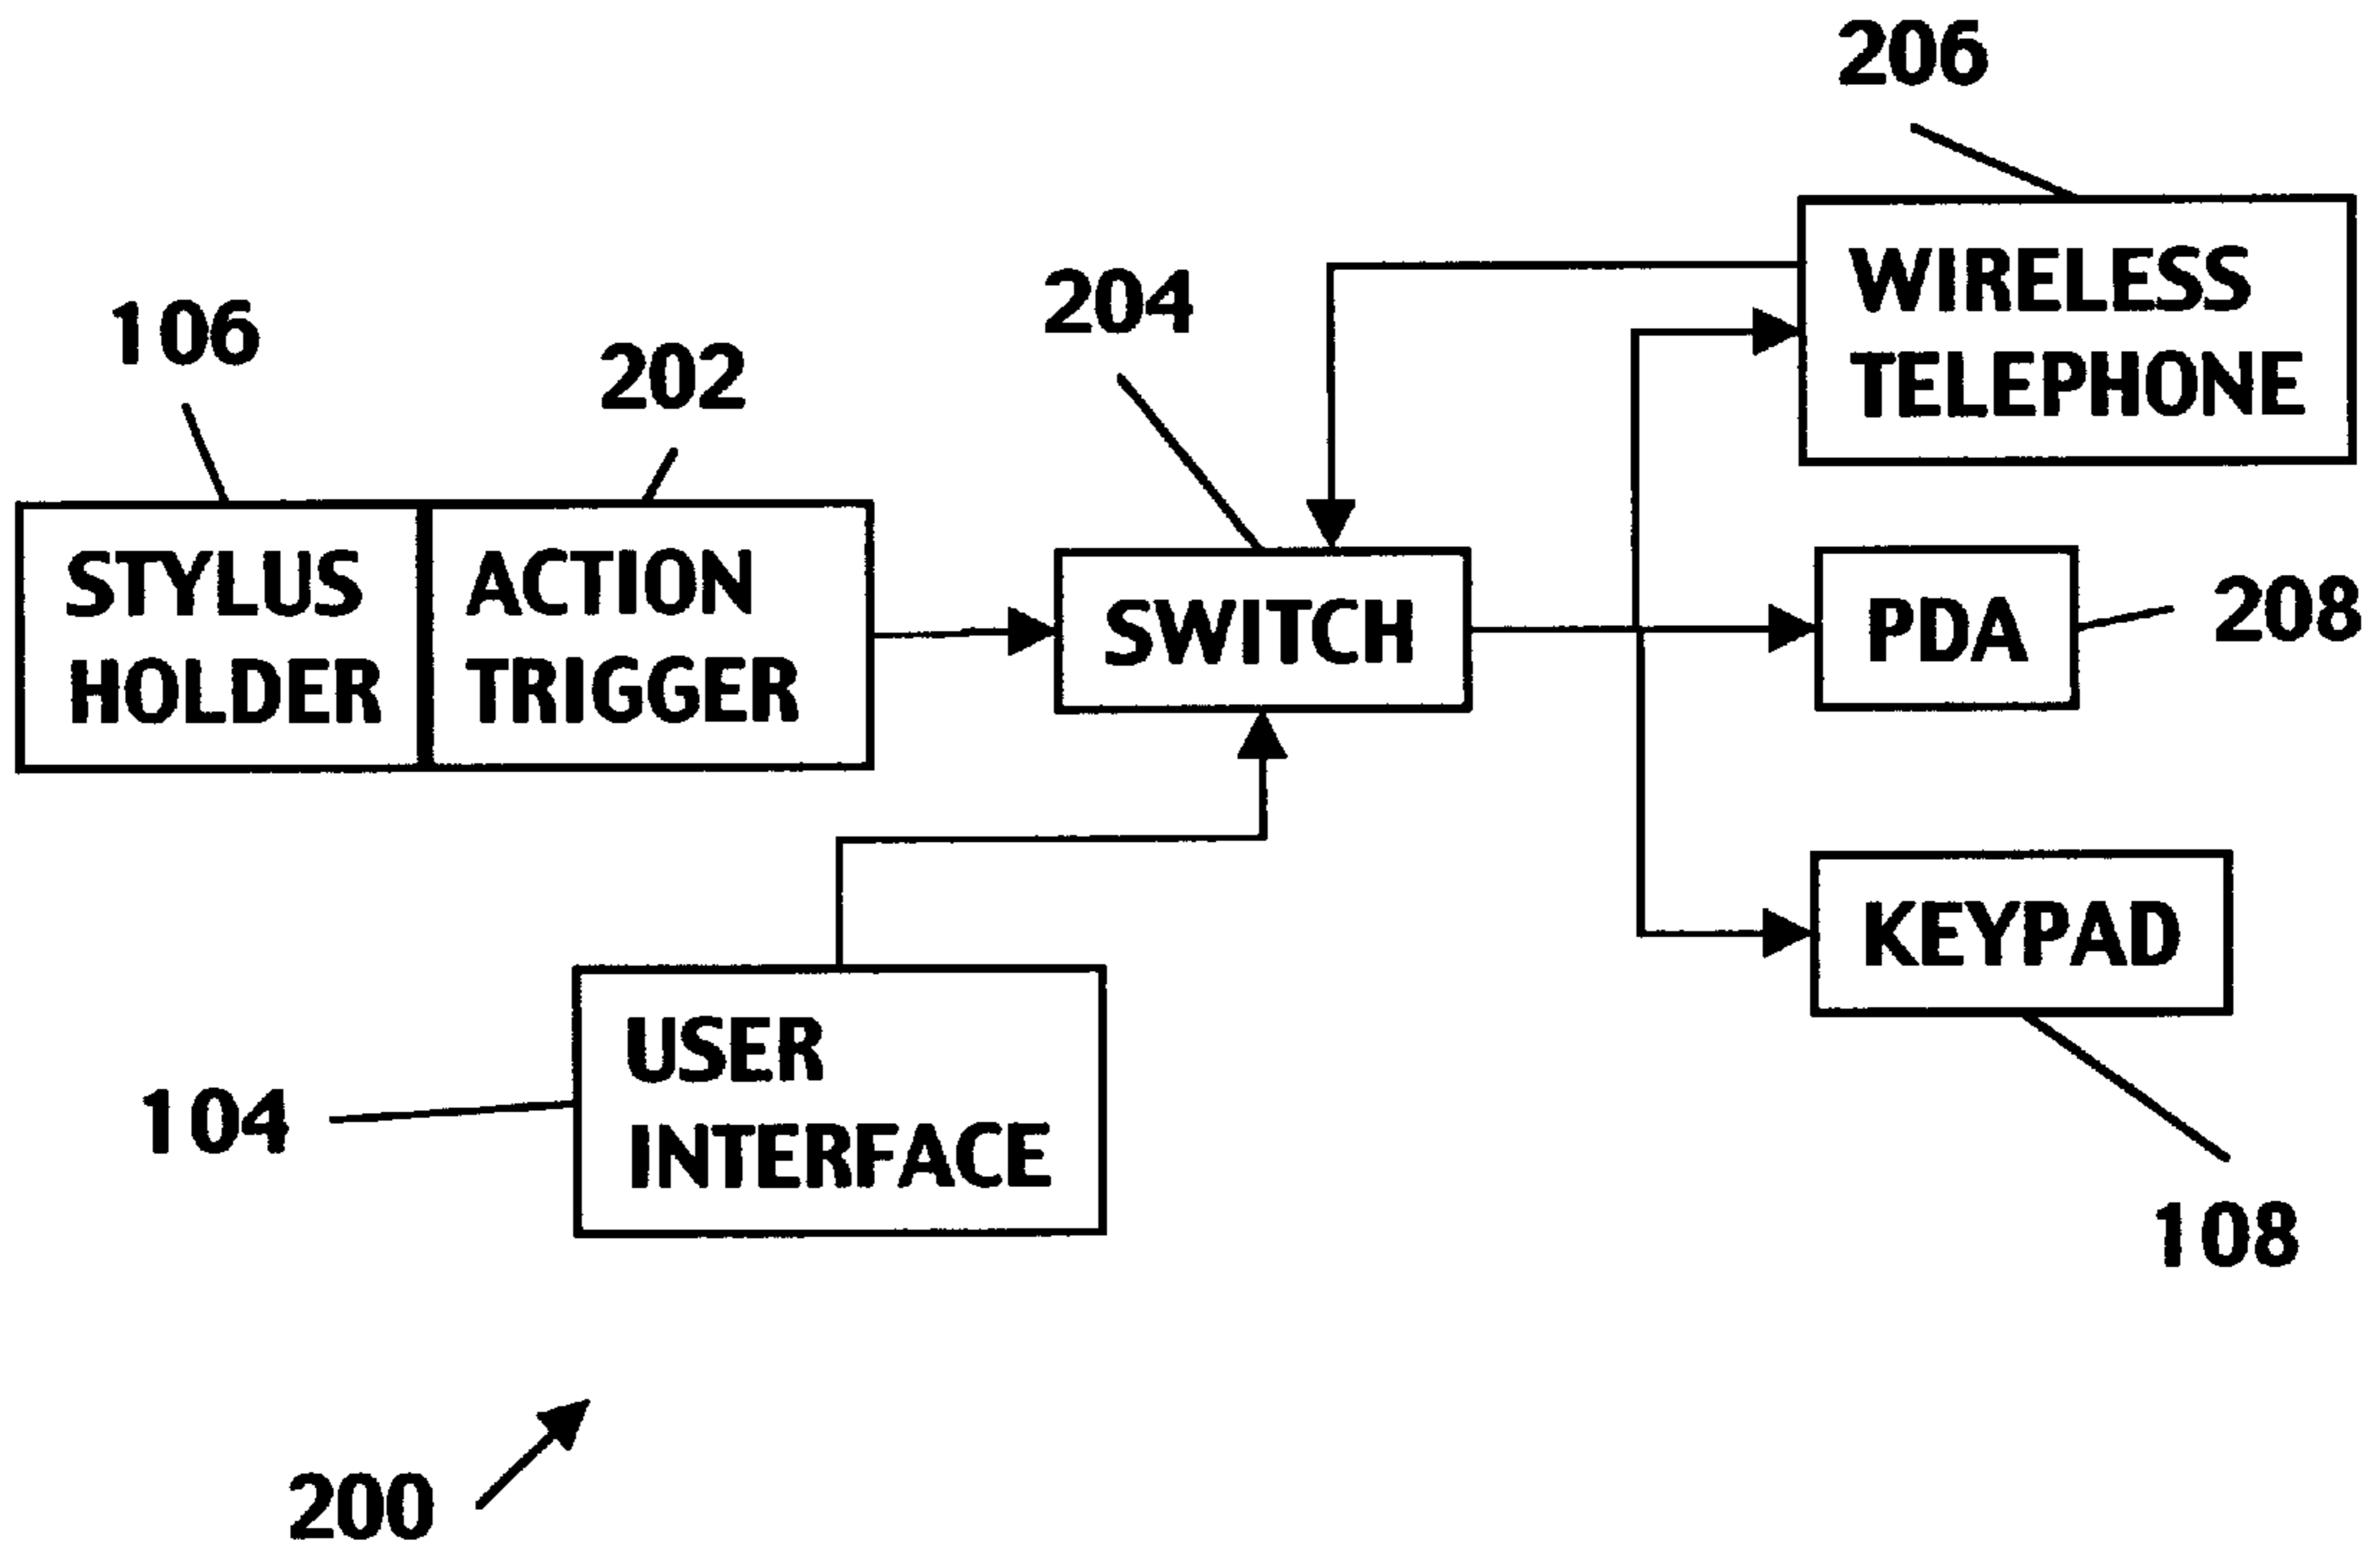 206
WIRELESS
TELEPHONE
204
106
202
STYLUS
HOLDER
ACTION
TRIGGER
SWITCH
PDA
208
KEYPAD
USER
INTERFACE
104
108
200